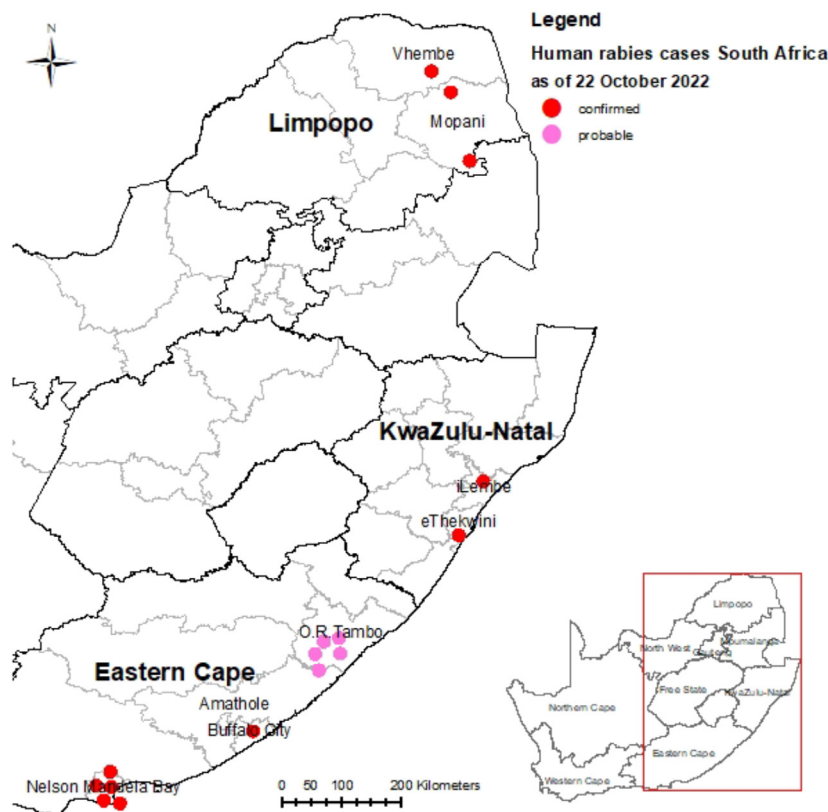 N
Legend
Human rabies cases South Africa
as of 22 October 2022
confirmed
probable
Vhembe
Limpopo
Mopani
KwaZulu-Natal
iLembe
eThekwini
O.R.Tambo
Eastern Cape
Amathole
Buffalo City
Nelson Mandela Bay
0 50 100 200 Kilometers
Limpopo
North West
Mpumalanga
Gauteng
Free State
KwaZulu-Natal
Northern Cape
Eastern Cape
Western Cape